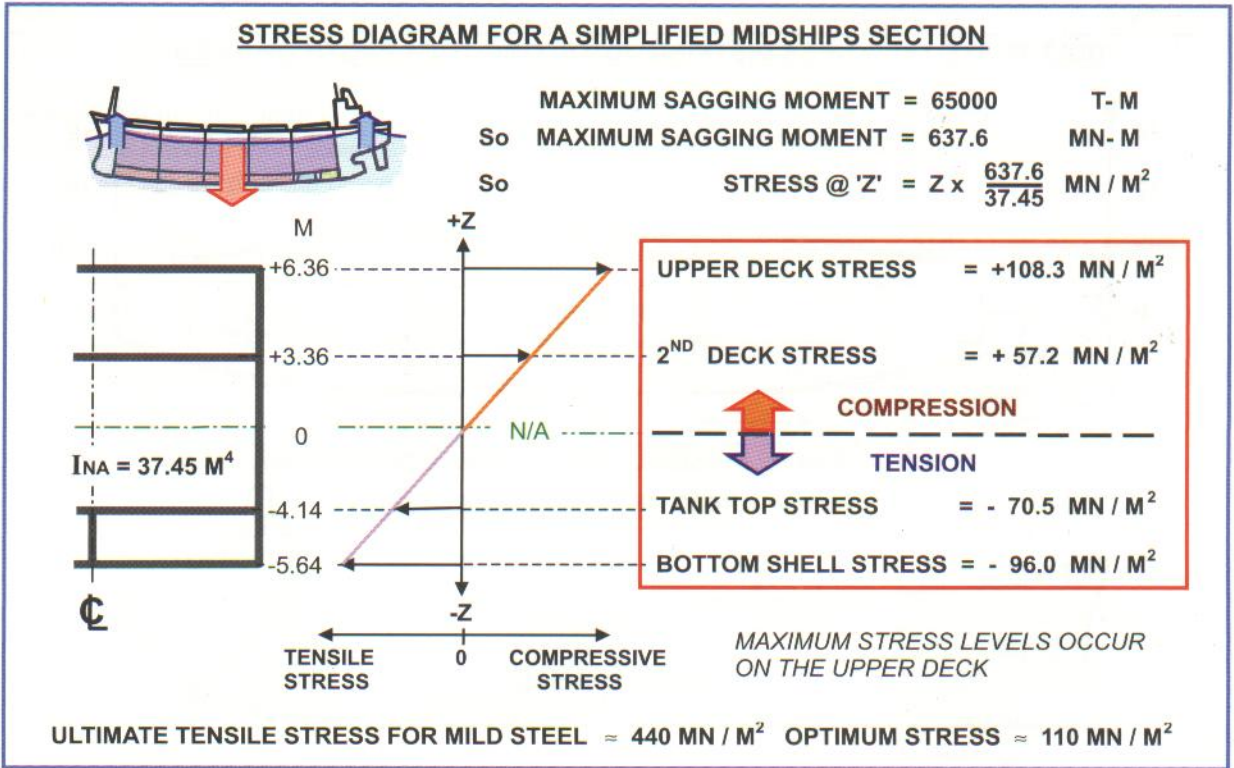 STRESS DIAGRAM FOR A SIMPLIFIED MIDSHIPS SECTION
MAXIMUM SAGGING MOMENT = 65000 T- M
So MAXIMUM SAGGING MOMENT = 637.6 MN- M
So STRESS @ 'Z' = Z x 637.6 / 37.45 MN / M²
M
+Z
+6.36
UPPER DECK STRESS = +108.3 MN / M²
+3.36
2ND DECK STRESS = + 57.2 MN / M²
COMPRESSION
0
N/A
TENSION
INA = 37.45 M⁴
-4.14
TANK TOP STRESS = - 70.5 MN / M²
-5.64
BOTTOM SHELL STRESS = - 96.0 MN / M²
℄
-Z
TENSILE STRESS
0
COMPRESSIVE STRESS
MAXIMUM STRESS LEVELS OCCUR
ON THE UPPER DECK
ULTIMATE TENSILE STRESS FOR MILD STEEL ≈ 440 MN / M² OPTIMUM STRESS ≈ 110 MN / M²